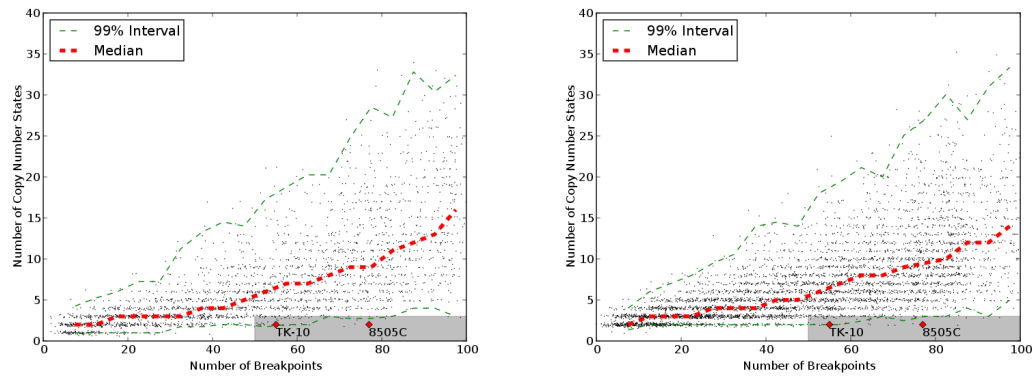 40
35
30
25
20
15
10
5
0
Number of Copy Number States
99% Interval
Median
TK-10
8505C
0 20 40 60 80 100
Number of Breakpoints
40
35
30
25
20
15
10
5
0
Number of Copy Number States
99% Interval
Median
TK-10
8505C
0 20 40 60 80 100
Number of Breakpoints